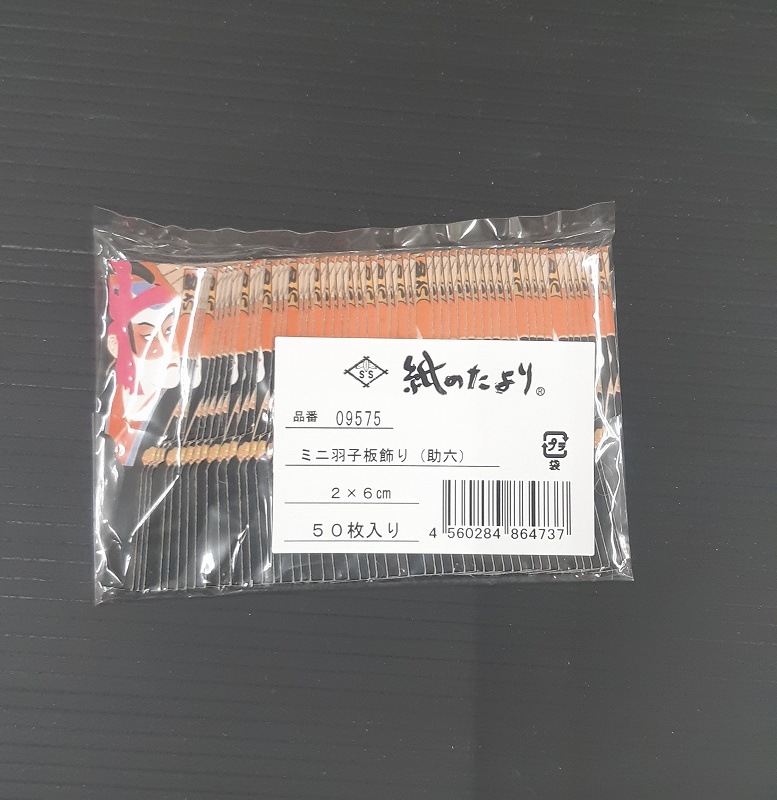 S S 紙のたより®
品番 09575
ミニ羽子板飾り（助六）
プラ
袋
2×6㎝
50枚入り
4 560284 864737